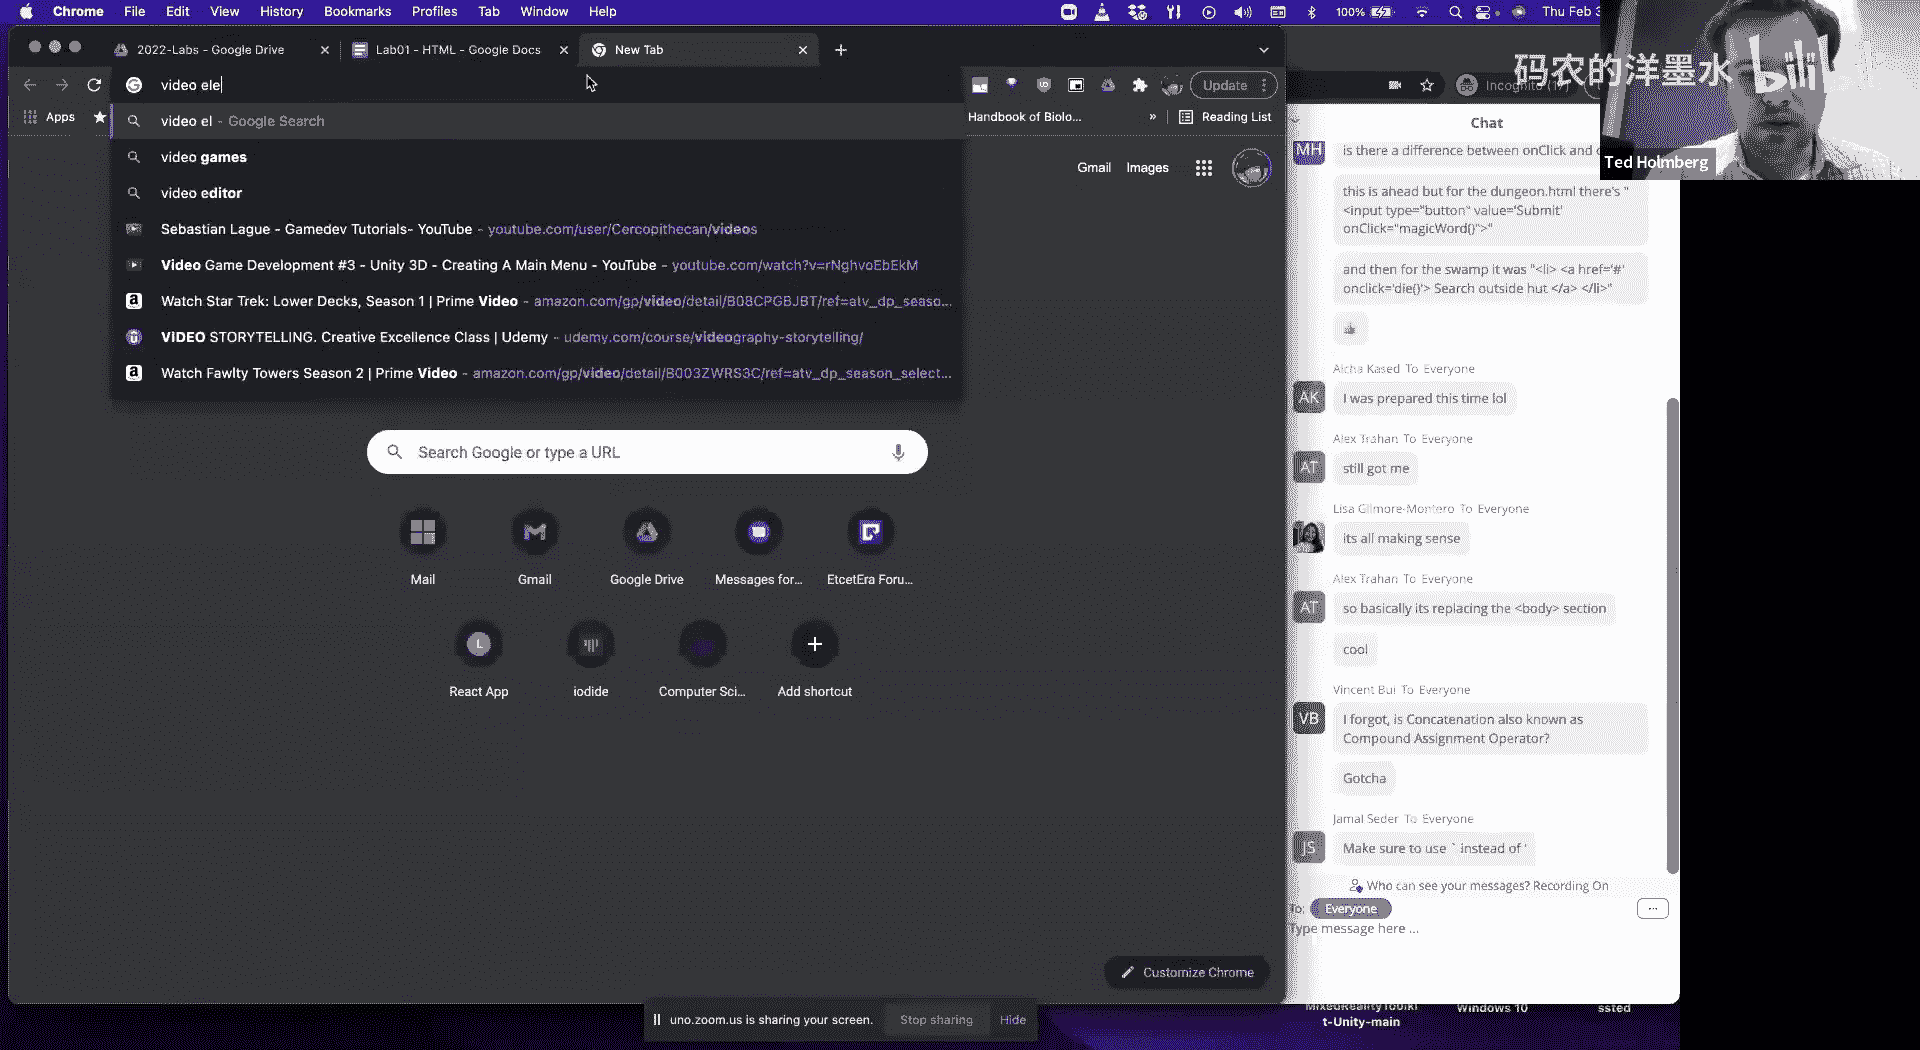 Chrome File Edit View History Bookmarks Profiles Tab Window Help
100%
Thu Feb 3
2022-Labs - Google Drive
Lab01 - HTML - Google Docs
New Tab
video ele
Update
Incognito (17)
码农的洋墨水
bilibili
Apps
Handbook of Biolo...
»
Reading List
video el - Google Search
video games
video editor
Sebastian Lague - Gamedev Tutorials- YouTube - youtube.com/user/Cercopithecan/videos
Video Game Development #3 - Unity 3D - Creating A Main Menu - YouTube - youtube.com/watch?v=rNghvoEbEkM
Watch Star Trek: Lower Decks, Season 1 | Prime Video - amazon.com/gp/video/detail/B08CPGBJBT/ref=atv_dp_seaso...
VIDEO STORYTELLING. Creative Excellence Class | Udemy - udemy.com/course/videography-storytelling/
Watch Fawlty Towers Season 2 | Prime Video - amazon.com/gp/video/detail/B003ZWRS3C/ref=atv_dp_season_select...
Gmail Images
Search Google or type a URL
Mail
Gmail
Google Drive
Messages for...
EtcetEra Foru...
L
React App
iodide
Computer Sci...
Add shortcut
Customize Chrome
uno.zoom.us is sharing your screen.
Stop sharing
Hide
Ted Holmberg
Chat
MH
is there a difference between onClick and
this is ahead but for the dungeon.html there's "
<input type="button" value='Submit'
onClick="magicWord()">"
and then for the swamp it was "<li> <a href='#'
onclick='die()'> Search outside hut </a> </li>"
Aicha Kased To Everyone
AK
I was prepared this time lol
Alex Trahan To Everyone
AT
still got me
Lisa Gilmore-Montero To Everyone
its all making sense
Alex Trahan To Everyone
AT
so basically its replacing the <body> section
cool
Vincent Bui To Everyone
VB
I forgot, is Concatenation also known as
Compound Assignment Operator?
Gotcha
Jamal Seder To Everyone
JS
Make sure to use ` instead of '
Who can see your messages? Recording On
To: Everyone
...
Type message here ...
MixedRealityToolki
t-Unity-main
Windows 10
ssted